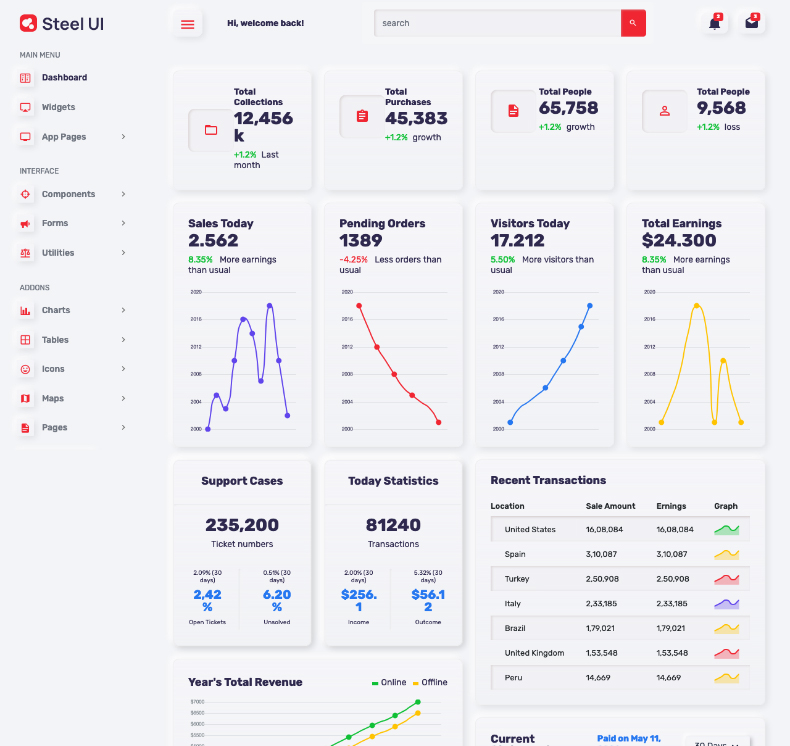 Steel UI
Hi, welcome back!
search
3
3
MAIN MENU
Dashboard
Widgets
App Pages
INTERFACE
Components
Forms
Utilities
ADDONS
Charts
Tables
Icons
Maps
Pages
Total
Collections
12,456
k
+1.2% Last
month
Total
Purchases
45,383
+1.2% growth
Total People
65,758
+1.2% growth
Total People
9,568
+1.2% loss
Sales Today
2.562
8.35% More earnings
than usual
2020
2016
2012
2008
2004
2000
Pending Orders
1389
-4.25% Less orders than
usual
2020
2016
2012
2008
2004
2000
Visitors Today
17.212
5.50% More visitors than
usual
2020
2016
2012
2008
2004
2000
Total Earnings
$24.300
8.35% More earnings
than usual
2020
2016
2012
2008
2004
2000
Support Cases
235,200
Ticket numbers
2.09% (30
days)
2,42
%
Open Tickets
0.51% (30
days)
6.20
%
Unsolved
Today Statistics
81240
Transactions
2.00% (30
days)
$256.
1
Income
5.32% (30
days)
$56.1
2
Outcome
Recent Transactions
Location Sale Amount Ernings Graph
United States 16,08,084 16,08,084
Spain 3,10,087 3,10,087
Turkey 2,50,908 2,50,908
Italy 2,33,185 2,33,185
Brazil 1,79,021 1,79,021
United Kingdom 1,53,548 1,53,548
Peru 14,669 14,669
Year's Total Revenue
Online Offline
$7000
$6500
$6000
$5500
Current
Paid on May 11,
30 Days